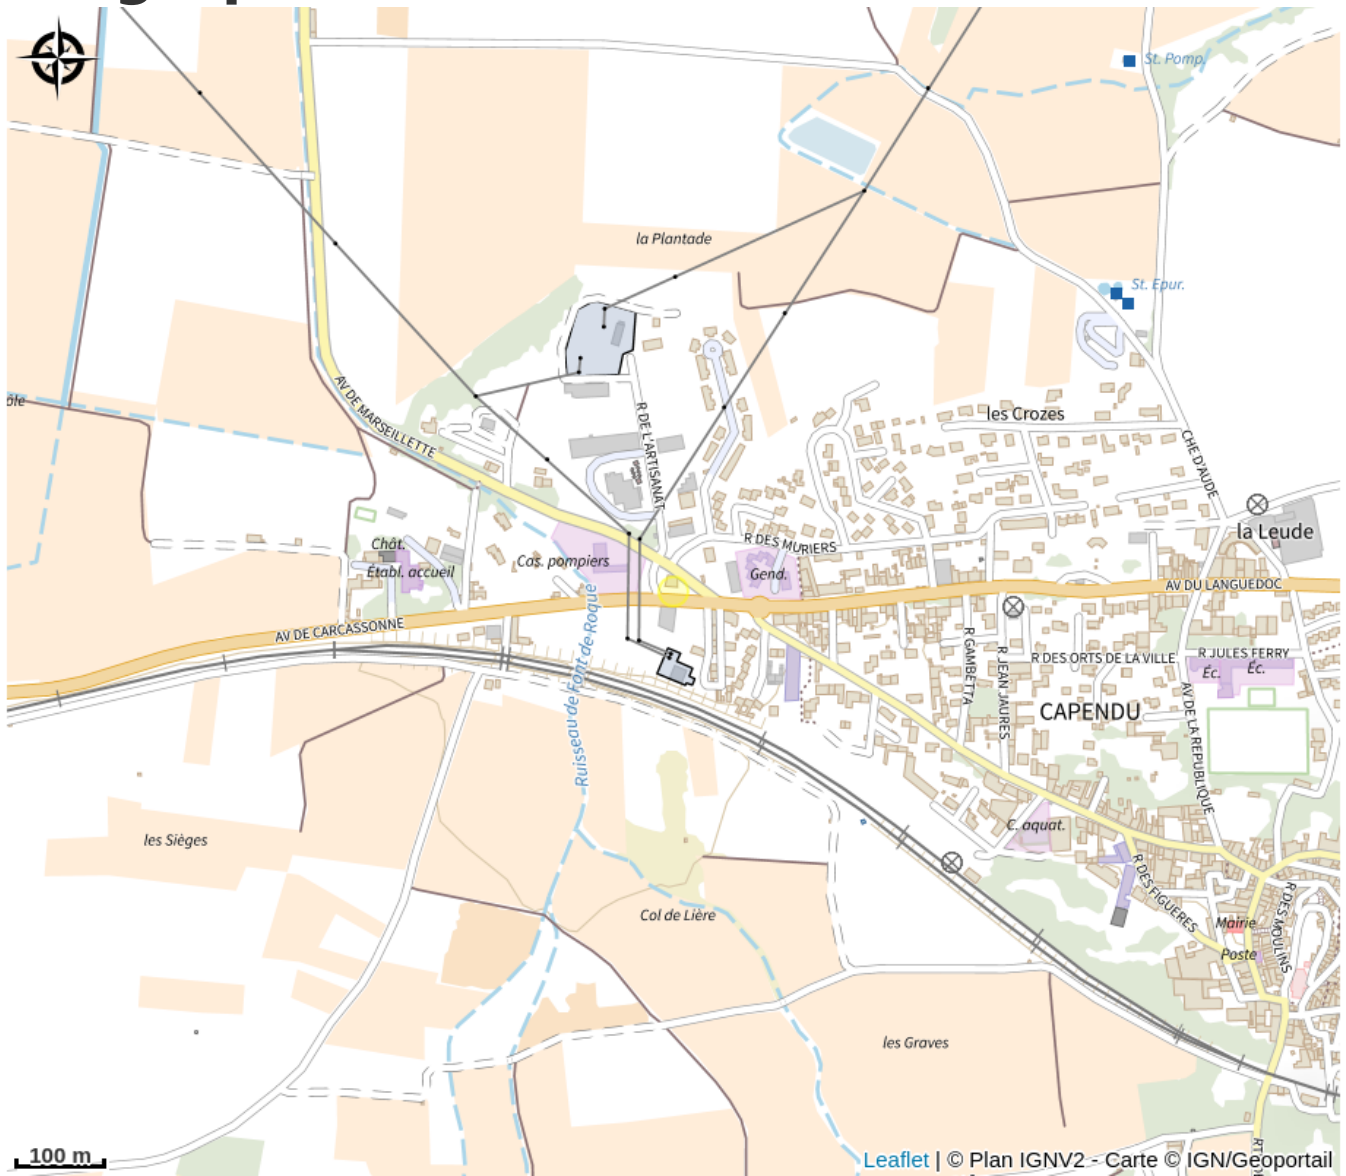 St. Pomp.
la Plantade
St. Epur.
ôle
AV DE MARSEILLETTE
R DE L'ARTISANAT
les Crozes
CHE D'AUDE
la Leude
Chât.
Établ. accueil
Cas. pompiers
R DES MURIERS
Gend.
AV DU LANGUEDOC
AV DE CARCASSONNE
Ruisseau de Font de Roque
R GAMBETTA
R JEAN JAURES
R DES ORTS DE LA VILLE
R JULES FERRY
Éc.
Éc.
CAPENDU
AV DE LA REPUBLIQUE
les Sièges
C. aquat.
R DES FIGUERES
Col de Lière
Mairie
R DES MOULINS
Poste
les Graves
100 m
Leaflet | © Plan IGNV2 - Carte © IGN/Geoportail